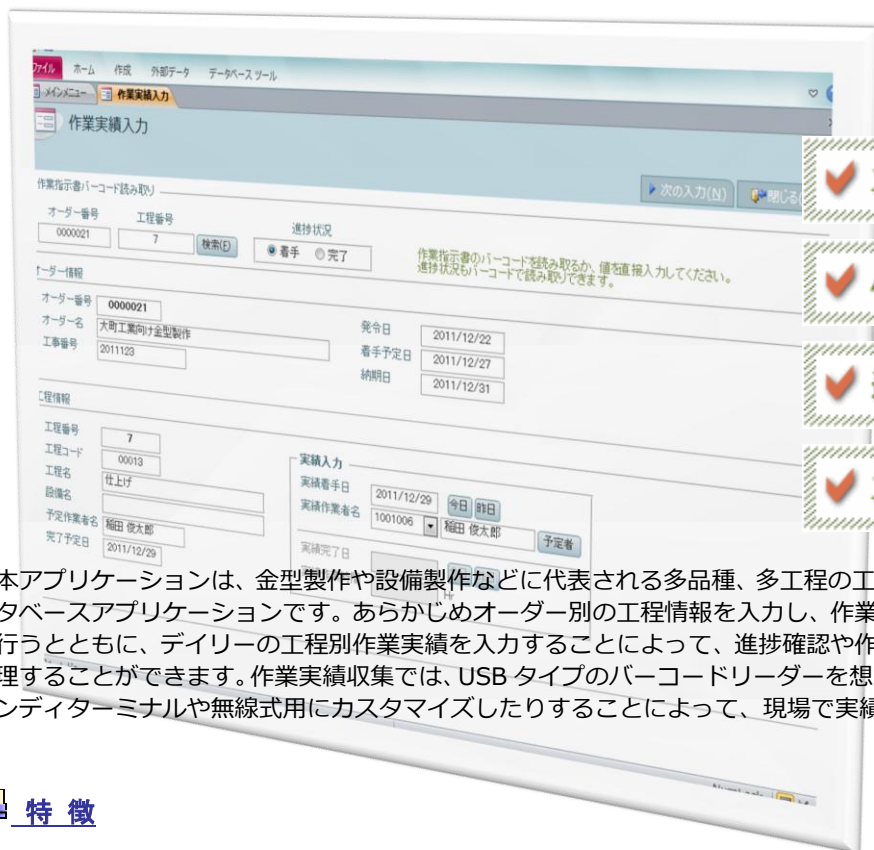 ファイル ホーム 作成 外部データ データベース ツール
メインメニュー 作業実績入力
作業実績入力
次の入力(N) 閉じる
作業指示書バーコード読み取り
オーダー番号 工程番号 進捗状況
0000021 7 検索(F) 着手 完了
作業指示書のバーコードを読み取るか、値を直接入力してください。
進捗状況もバーコードで読み取りできます。
オーダー情報
オーダー番号 0000021
オーダー名 大町工業向け金型製作
工事番号 2011123
発令日 2011/12/22
着手予定日 2011/12/27
納期日 2011/12/31
工程情報
工程番号 7
工程コード 00013
工程名 仕上げ
設備名
予定作業者名 稲田 俊太郎
完了予定日 2011/12/29
実績入力
実績着手日 2011/12/29 今日 昨日
実績作業者名 1001006 稲田 俊太郎 予定者
実績完了日
本アプリケーションは、金型製作や設備製作などに代表される多品種、多工程の工
タベースアプリケーションです。あらかじめオーダー別の工程情報を入力し、作業
行うとともに、デイリーの工程別作業実績を入力することによって、進捗確認や作
理することができます。作業実績収集では、USB タイプのバーコードリーダーを想
ンディターミナルや無線式用にカスタマイズしたりすることによって、現場で実績
特 徴